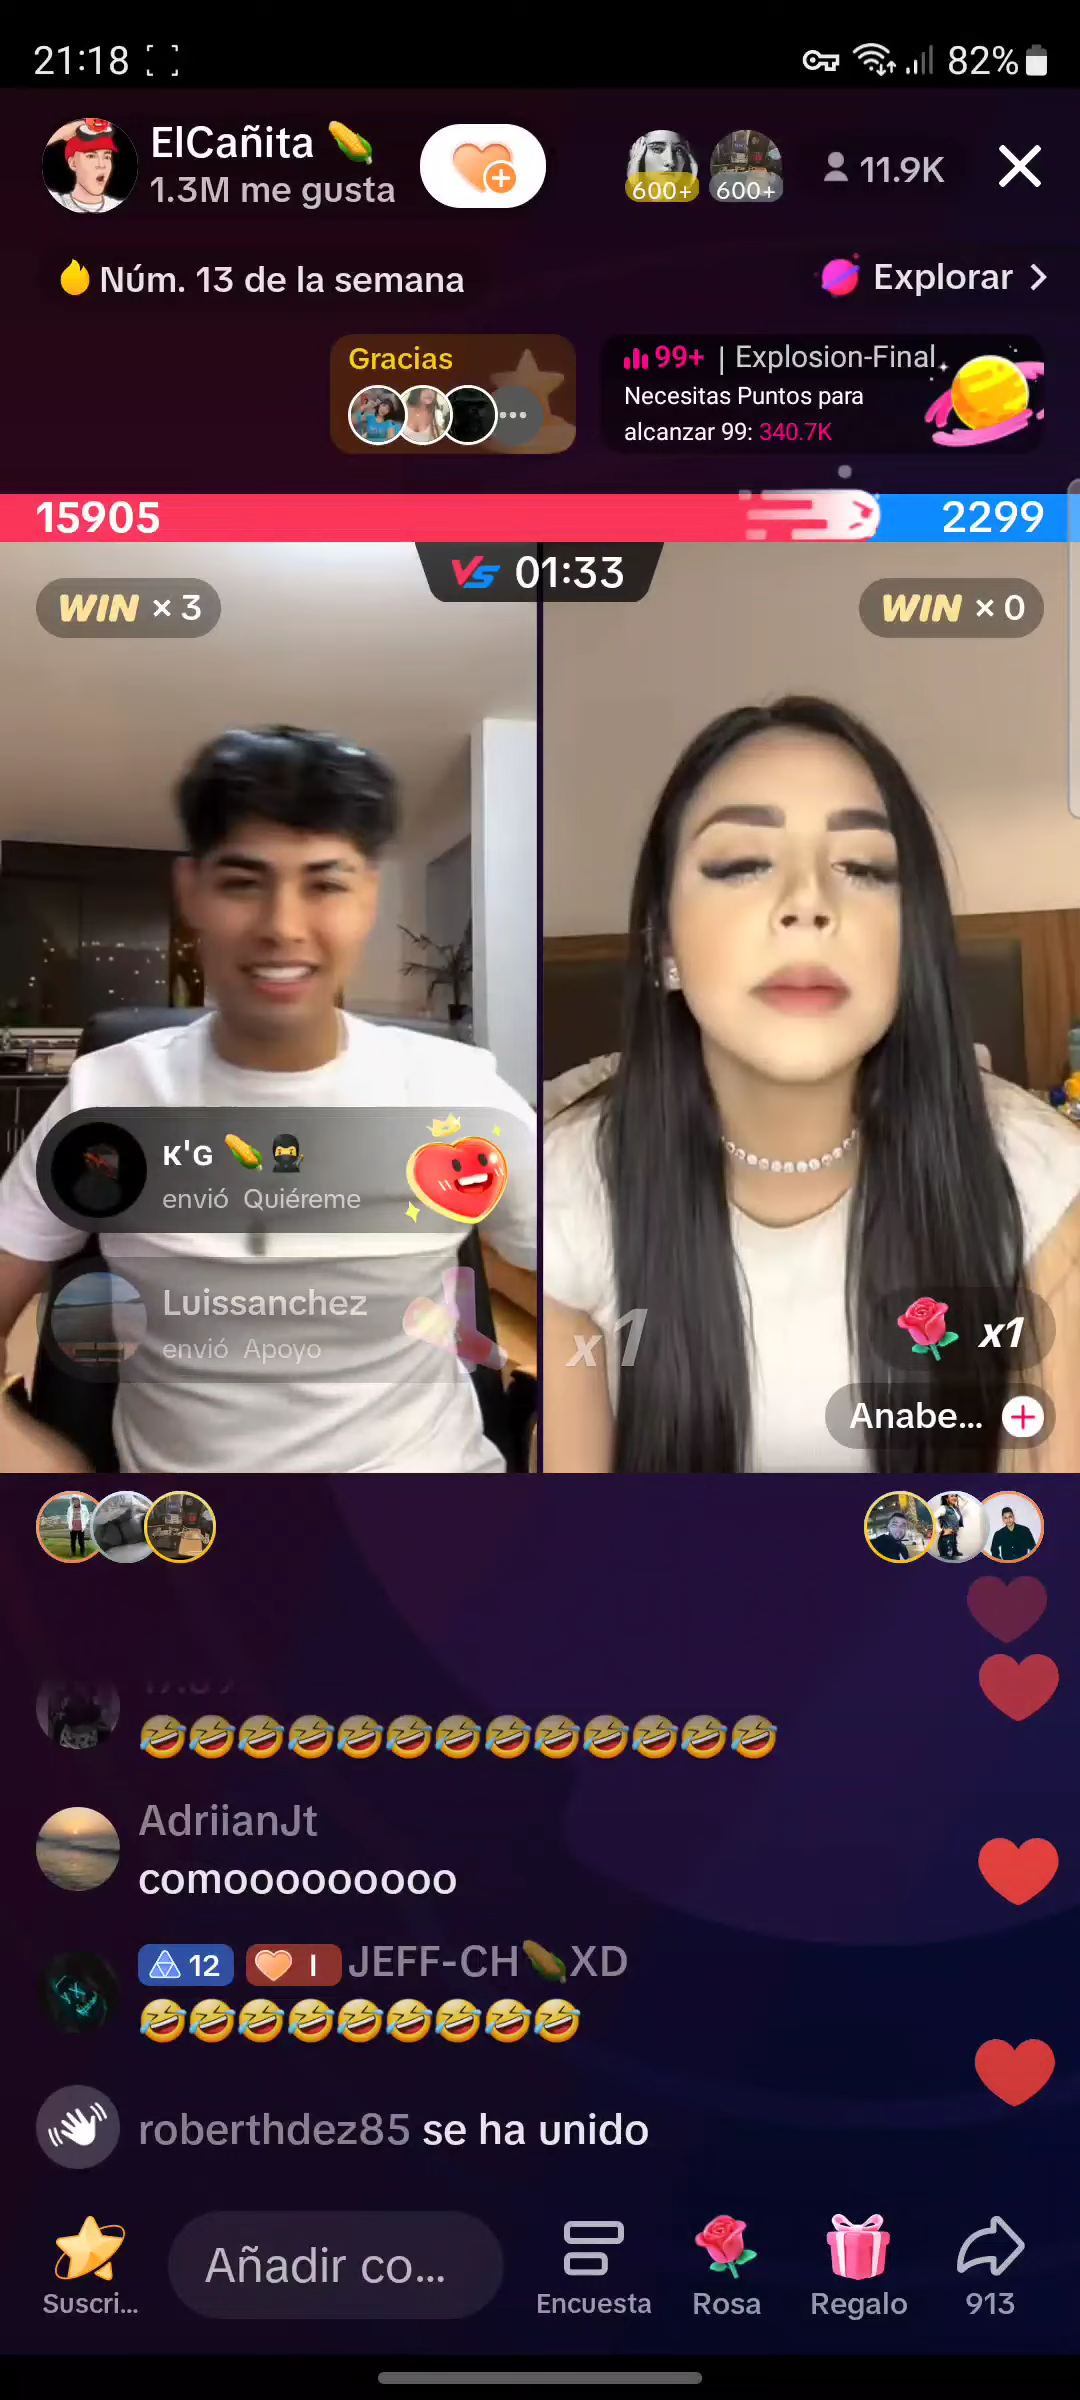 21:18
82%
ElCañita 🌽
1.3M me gusta
600+
600+
11.9K
Núm. 13 de la semana
Explorar
Gracias
99+ | Explosion-Final
Necesitas Puntos para
alcanzar 99: 340.7K
15905
2299
VS 01:33
WIN × 3
WIN × 0
ᴋ'ɢ 🌽🥷
envió Quiéreme
Luissanchez
envió Apoyo
x1
x1
Anabe...
🤣🤣🤣🤣🤣🤣🤣🤣🤣🤣🤣🤣🤣
AdriianJt
comooooooooo
12 I JEFF-CH🌽XD
🤣🤣🤣🤣🤣🤣🤣🤣🤣
roberthdez85 se ha unido
Suscri...
Añadir co...
Encuesta
Rosa
Regalo
913